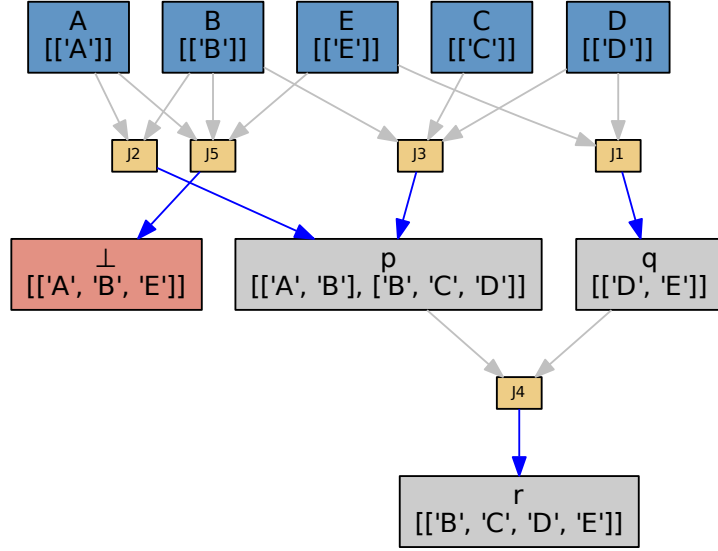 A
[['A']]
B
[['B']]
E
[['E']]
C
[['C']]
D
[['D']]
J2
J5
J3
J1
⊥
[['A', 'B', 'E']]
p
[['A', 'B'], ['B', 'C', 'D']]
q
[['D', 'E']]
J4
r
[['B', 'C', 'D', 'E']]